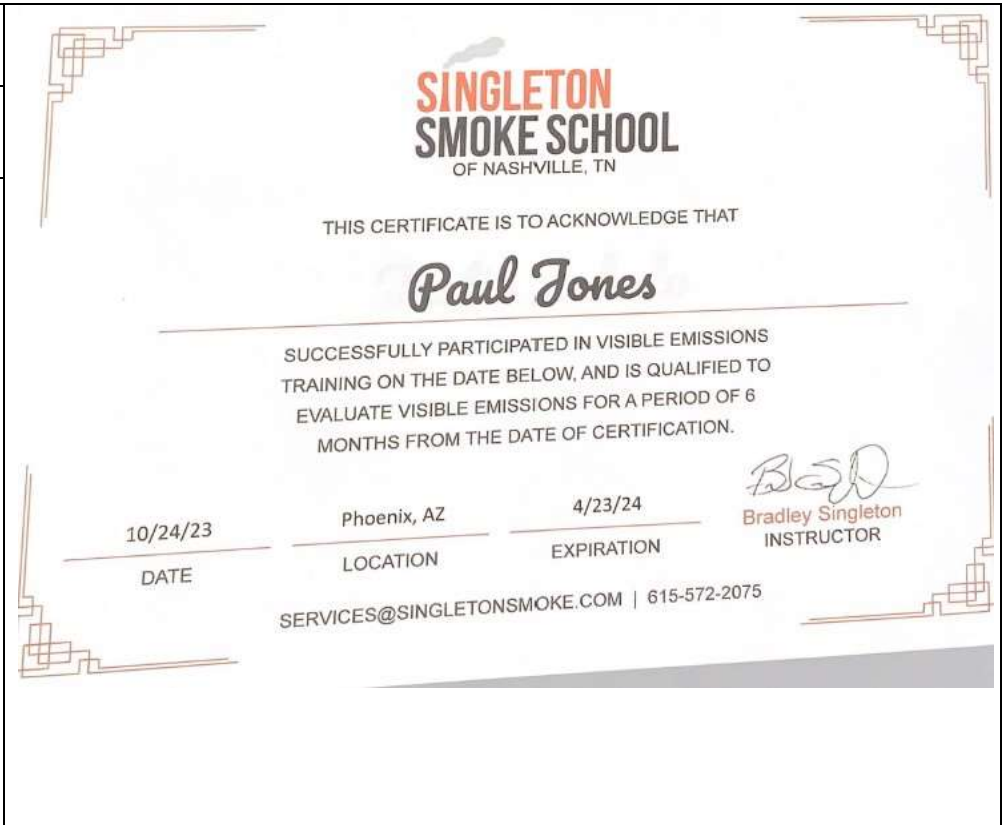 SINGLETON
SMOKE SCHOOL
OF NASHVILLE, TN
THIS CERTIFICATE IS TO ACKNOWLEDGE THAT
Paul Jones
SUCCESSFULLY PARTICIPATED IN VISIBLE EMISSIONS
TRAINING ON THE DATE BELOW, AND IS QUALIFIED TO
EVALUATE VISIBLE EMISSIONS FOR A PERIOD OF 6
MONTHS FROM THE DATE OF CERTIFICATION.
10/24/23
DATE
Phoenix, AZ
LOCATION
4/23/24
EXPIRATION
Bradley Singleton
INSTRUCTOR
SERVICES@SINGLETONSMOKE.COM | 615-572-2075